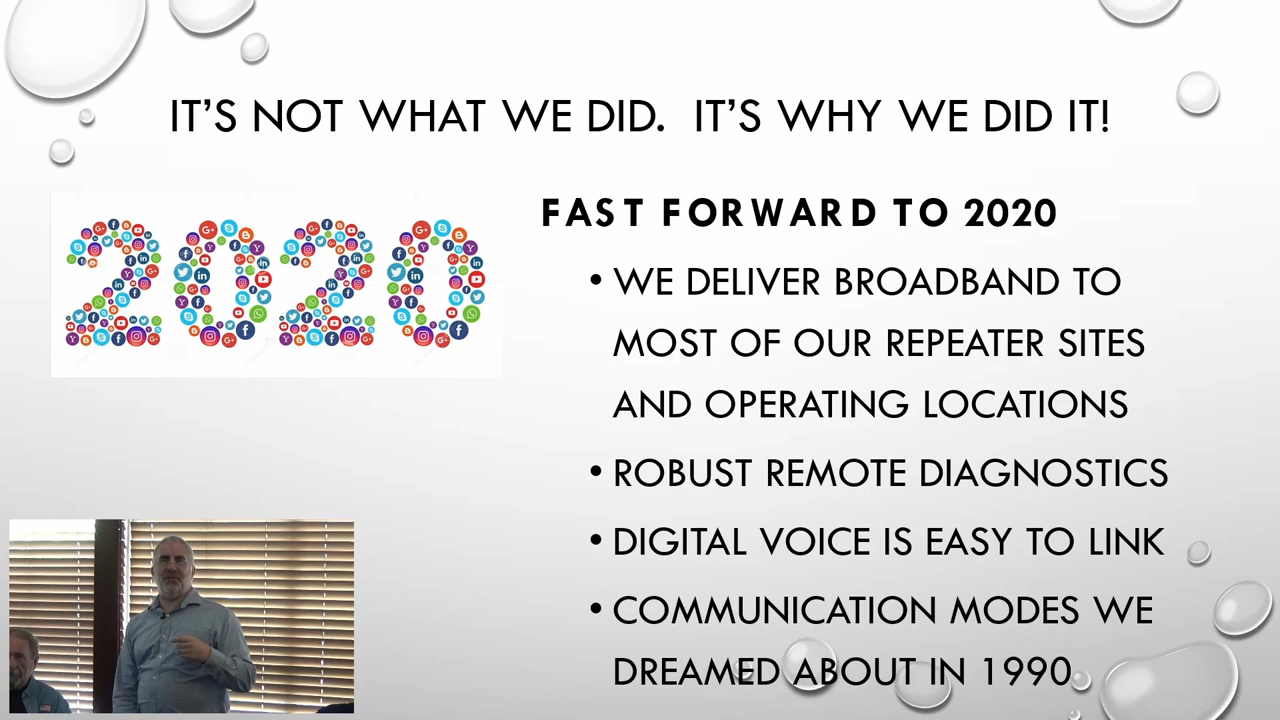 IT’S NOT WHAT WE DID. IT’S WHY WE DID IT!
2020
FAST FORWARD TO 2020
• WE DELIVER BROADBAND TO
MOST OF OUR REPEATER SITES
AND OPERATING LOCATIONS
• ROBUST REMOTE DIAGNOSTICS
• DIGITAL VOICE IS EASY TO LINK
• COMMUNICATION MODES WE
DREAMED ABOUT IN 1990